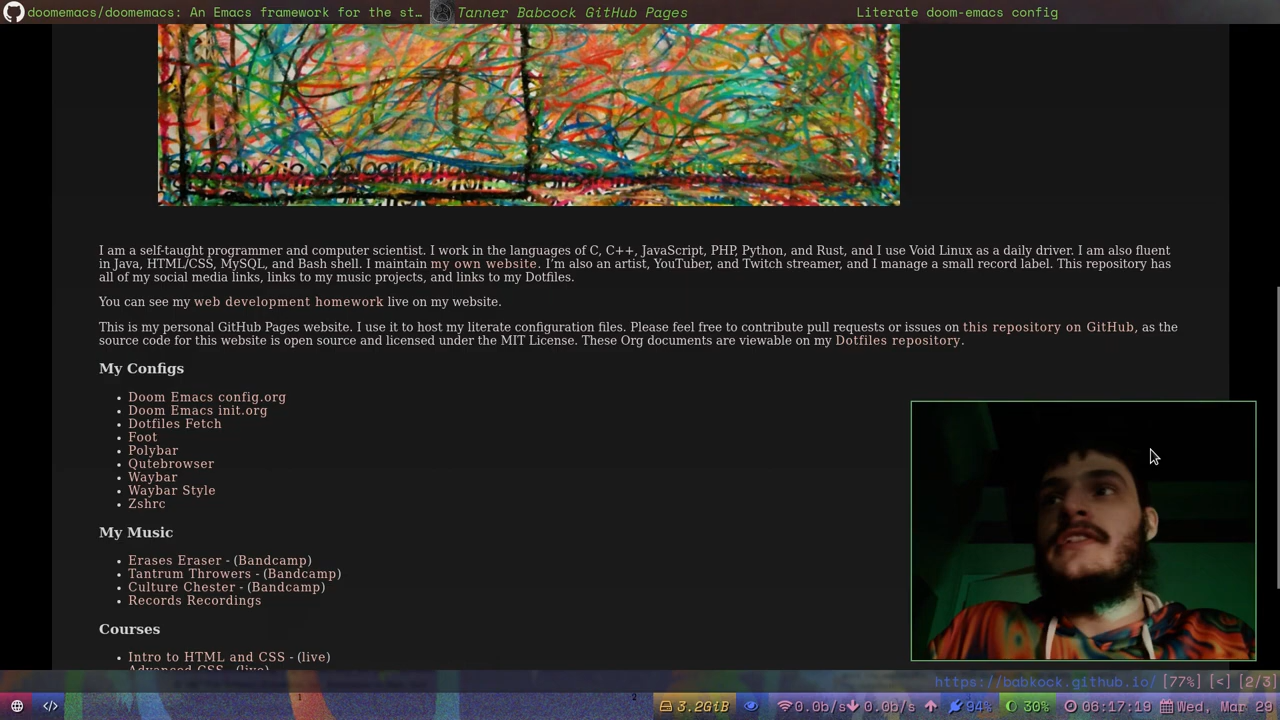 doomemacs/doomemacs: An Emacs framework for the st… Tanner Babcock GitHub Pages Literate doom-emacs config
I am a self-taught programmer and computer scientist. I work in the languages of C, C++, JavaScript, PHP, Python, and Rust, and I use Void Linux as a daily driver. I am also fluent
in Java, HTML/CSS, MySQL, and Bash shell. I maintain my own website. I'm also an artist, YouTuber, and Twitch streamer, and I manage a small record label. This repository has
all of my social media links, links to my music projects, and links to my Dotfiles.
You can see my web development homework live on my website.
This is my personal GitHub Pages website. I use it to host my literate configuration files. Please feel free to contribute pull requests or issues on this repository on GitHub, as the
source code for this website is open source and licensed under the MIT License. These Org documents are viewable on my Dotfiles repository.
My Configs
• Doom Emacs config.org
• Doom Emacs init.org
• Dotfiles Fetch
• Foot
• Polybar
• Qutebrowser
• Waybar
• Waybar Style
• Zshrc
My Music
• Erases Eraser - (Bandcamp)
• Tantrum Throwers - (Bandcamp)
• Culture Chester - (Bandcamp)
• Records Recordings
Courses
• Intro to HTML and CSS - (live)
• Advanced CSS - (live)
https://babkock.github.io/ [77%] [<] [2/3]
1 2 3.2GiB 0.0b/s 0.0b/s 94% 30% 06:17:19 Wed, Mar 29